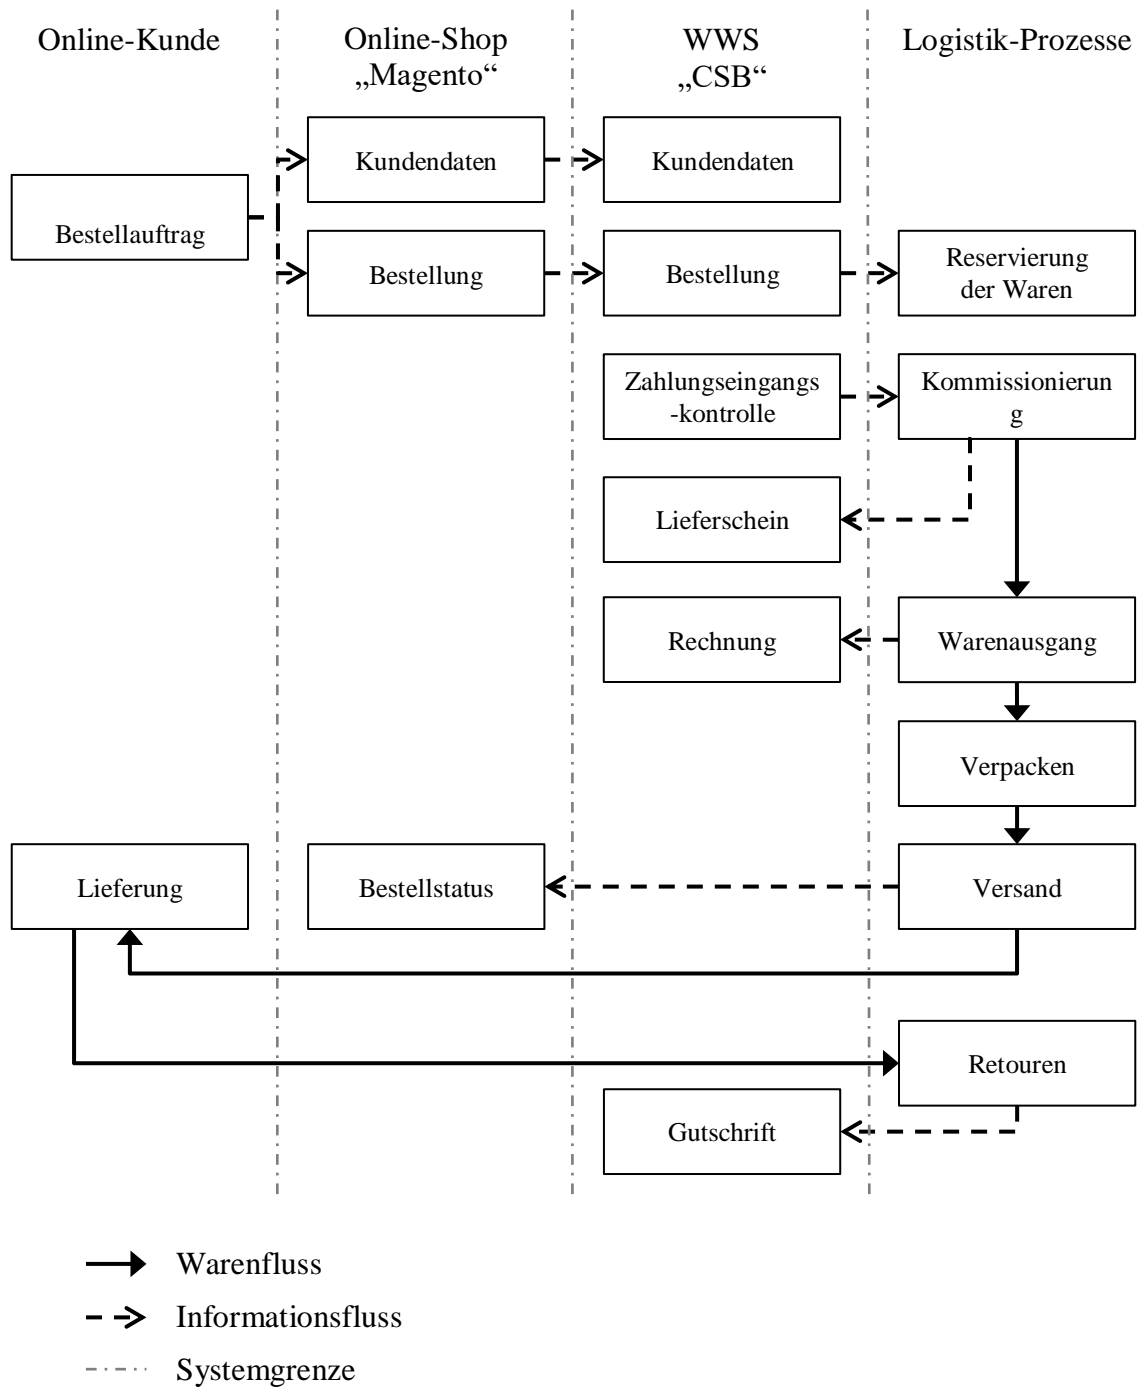 Online-Kunde
Online-Shop
„Magento“
WWS
„CSB“
Logistik-Prozesse
Kundendaten
Kundendaten
Bestellauftrag
Bestellung
Bestellung
Reservierung
der Waren
Zahlungseingangs
-kontrolle
Kommissionierun
g
Lieferschein
Rechnung
Warenausgang
Verpacken
Lieferung
Bestellstatus
Versand
Retouren
Gutschrift
Warenfluss
Informationsfluss
Systemgrenze